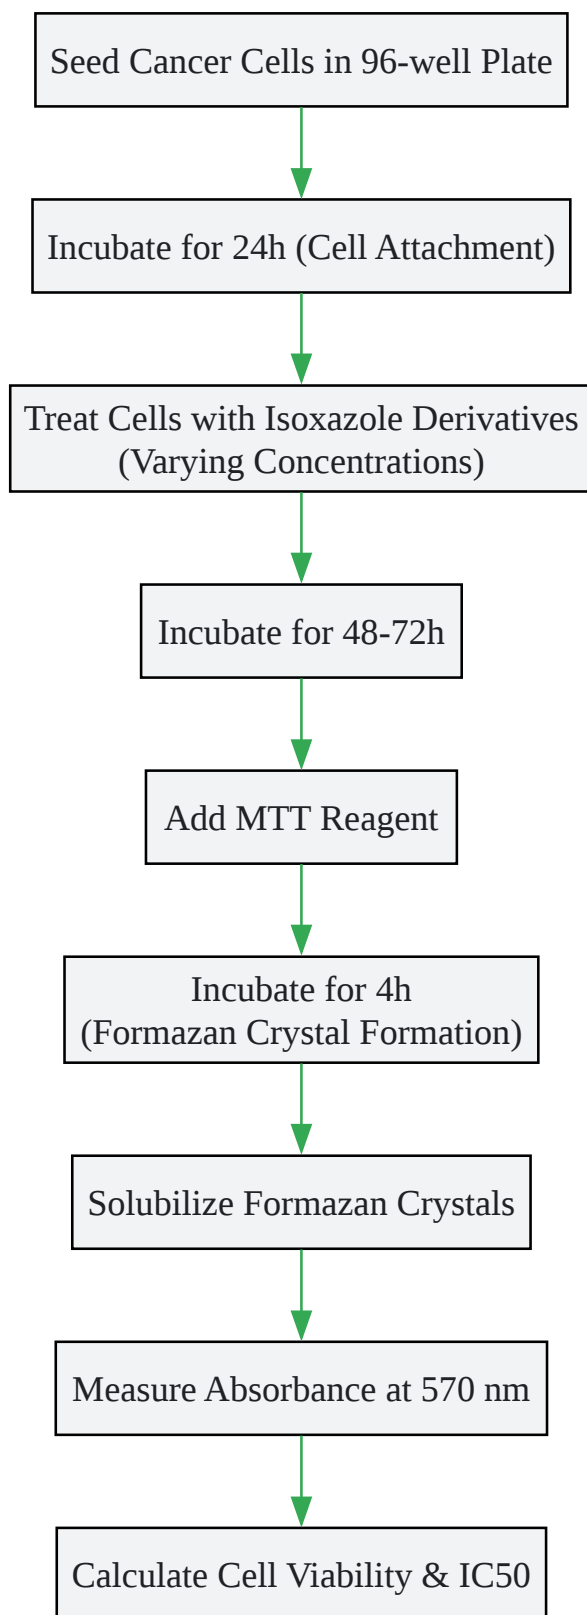 Seed Cancer Cells in 96-well Plate
Incubate for 24h (Cell Attachment)
Treat Cells with Isoxazole Derivatives
(Varying Concentrations)
Incubate for 48-72h
Add MTT Reagent
Incubate for 4h
(Formazan Crystal Formation)
Solubilize Formazan Crystals
Measure Absorbance at 570 nm
Calculate Cell Viability & IC50